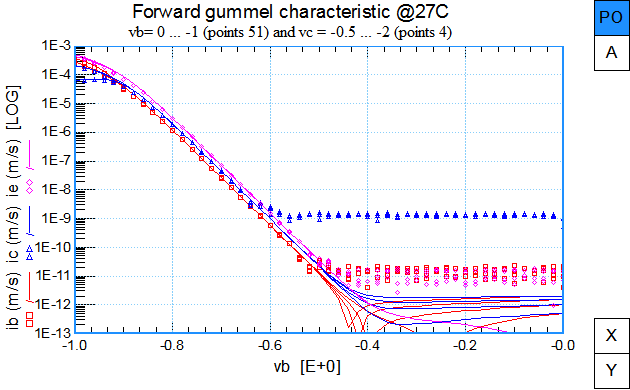 Forward gummel characteristic @27C
vb= 0 ... -1 (points 51) and vc = -0.5 ... -2 (points 4)
PO
A
X
Y
ib (m/s) ic (m/s) ie (m/s) [LOG]
1E-3
1E-4
1E-5
1E-6
1E-7
1E-8
1E-9
1E-10
1E-11
1E-12
1E-13
-1.0 -0.8 -0.6 -0.4 -0.2 -0.0
vb [E+0]